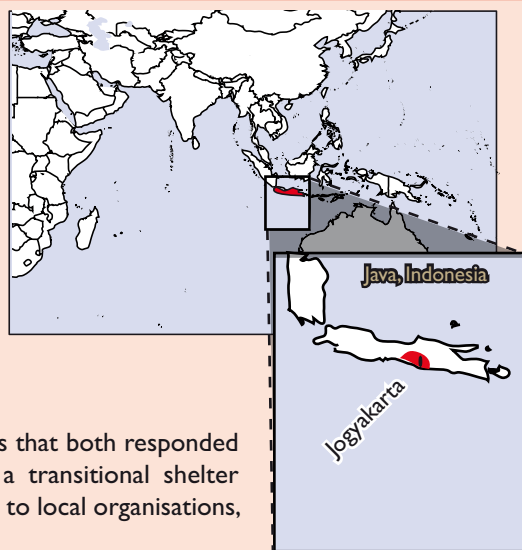 Java, Indonesia
Jogyakarta
s that both responded
a transitional shelter
to local organisations,